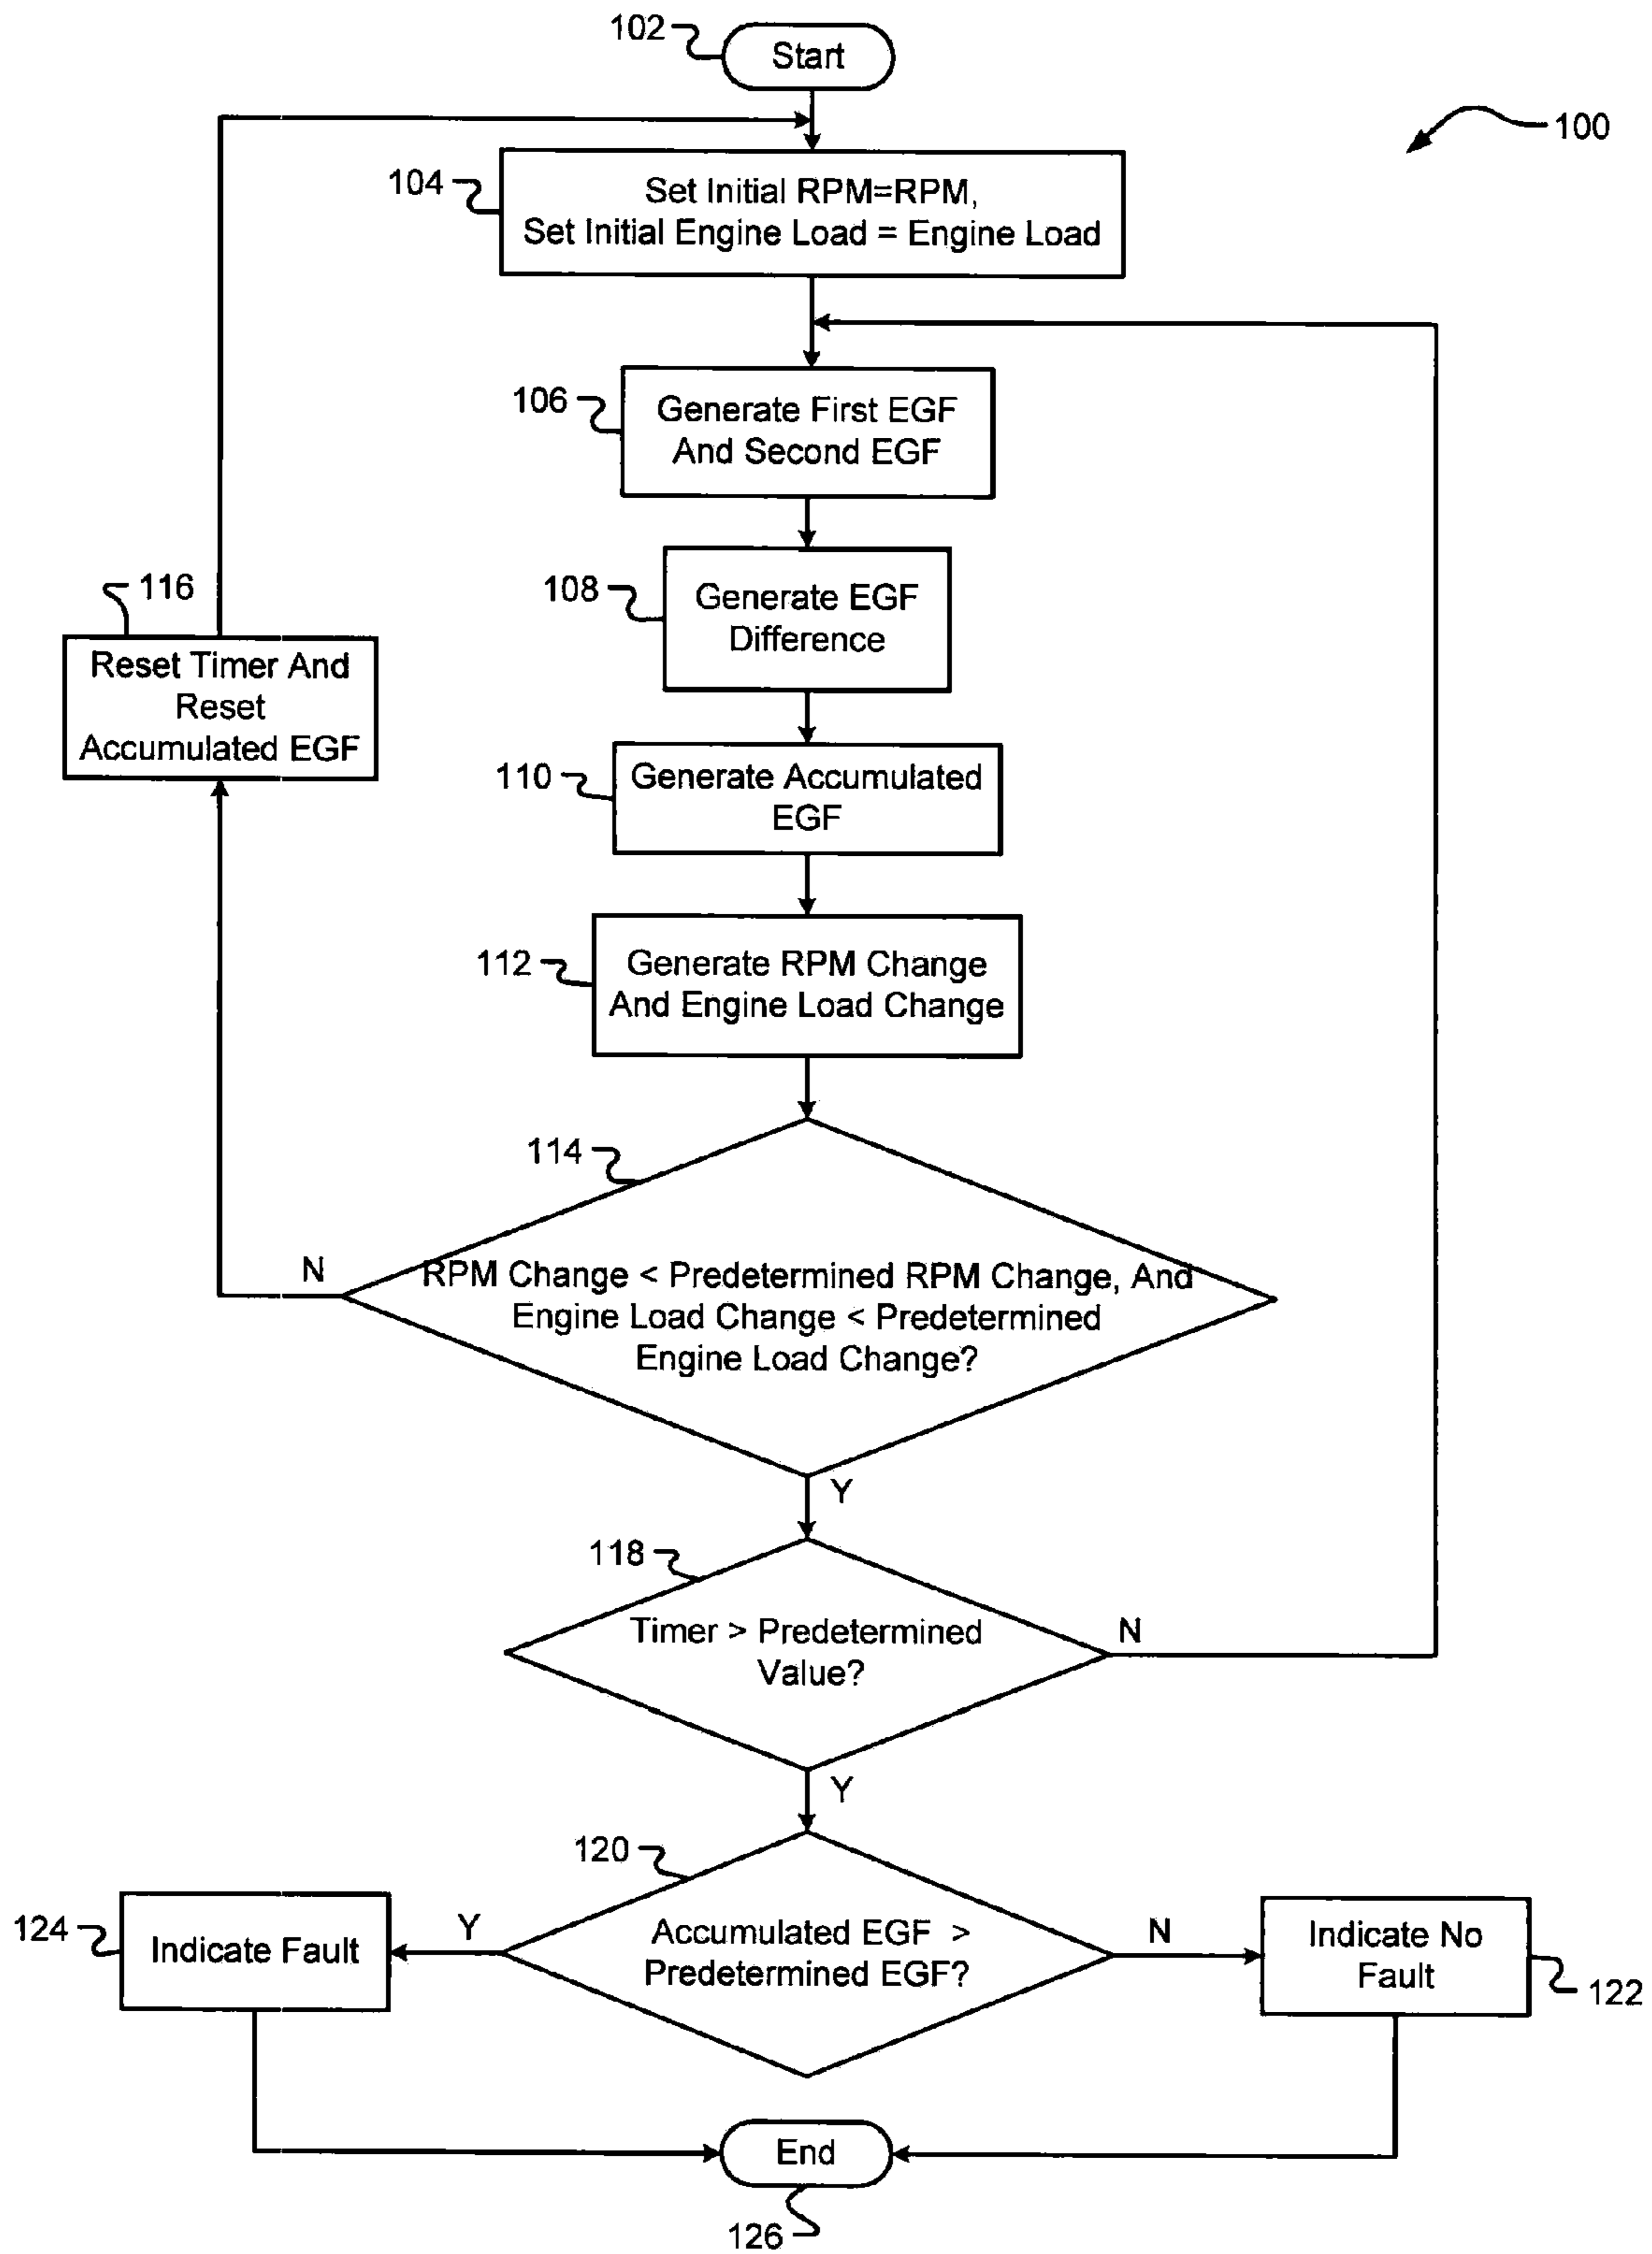 102
Start
100
104
Set Initial RPM=RPM,
Set Initial Engine Load = Engine Load
106
Generate First EGF
And Second EGF
108
Generate EGF
Difference
116
Reset Timer And
Reset
Accumulated EGF
110
Generate Accumulated
EGF
112
Generate RPM Change
And Engine Load Change
114
N
RPM Change < Predetermined RPM Change, And
Engine Load Change < Predetermined
Engine Load Change?
Y
118
Timer > Predetermined
Value?
N
Y
120
Accumulated EGF >
Predetermined EGF?
Y
N
124
Indicate Fault
Indicate No
Fault
122
End
126